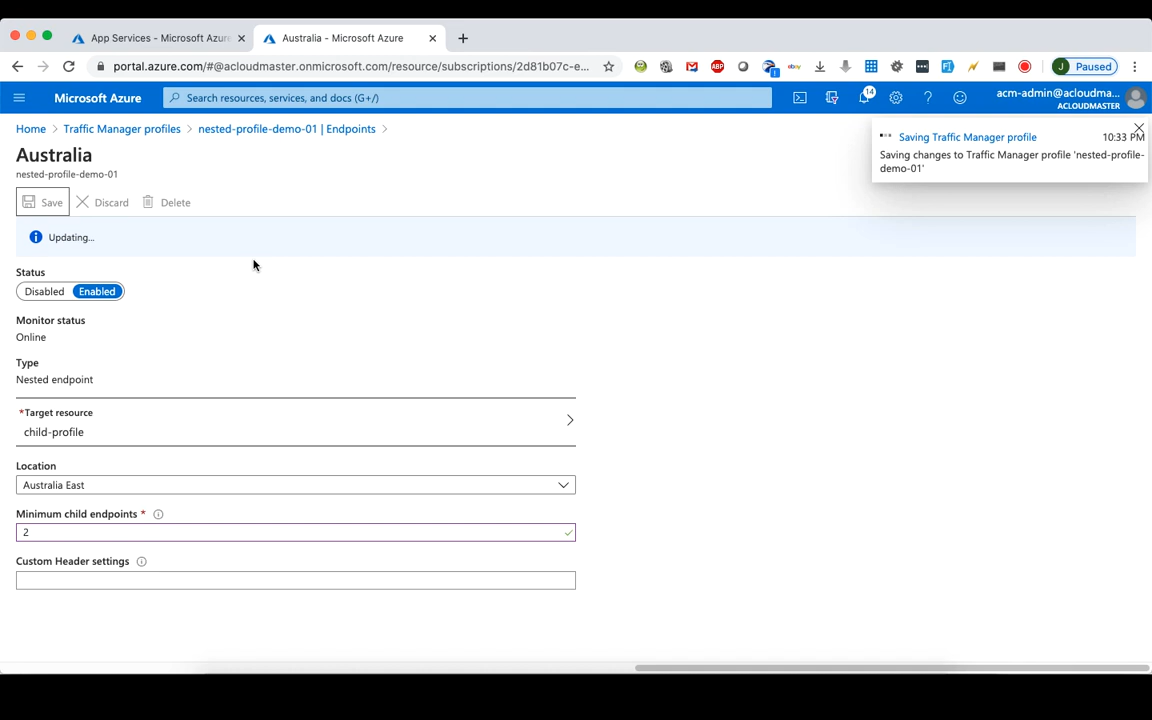 App Services - Microsoft Azure
Australia - Microsoft Azure
portal.azure.com/#@acloudmaster.onmicrosoft.com/resource/subscriptions/2d81b07c-e...
ABP
ebay
J Paused
Microsoft Azure
Search resources, services, and docs (G+/)
14
acm-admin@acloudma...
ACLOUDMASTER
Home > Traffic Manager profiles > nested-profile-demo-01 | Endpoints >
Australia
nested-profile-demo-01
Saving Traffic Manager profile
10:33 PM
Saving changes to Traffic Manager profile 'nested-profile-
demo-01'
Save
Discard
Delete
Updating...
Status
Disabled Enabled
Monitor status
Online
Type
Nested endpoint
*Target resource
child-profile
Location
Australia East
Minimum child endpoints *
2
Custom Header settings